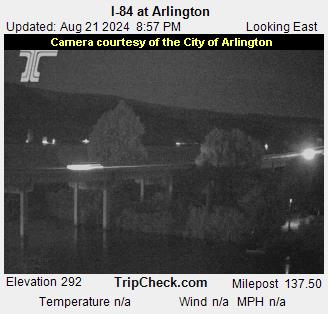 I-84 at Arlington
Updated: Aug 21 2024 8:57 PM Looking East
Camera courtesy of the City of Arlington
Elevation 292 TripCheck.com Milepost 137.50
Temperature n/a Wind n/a MPH n/a